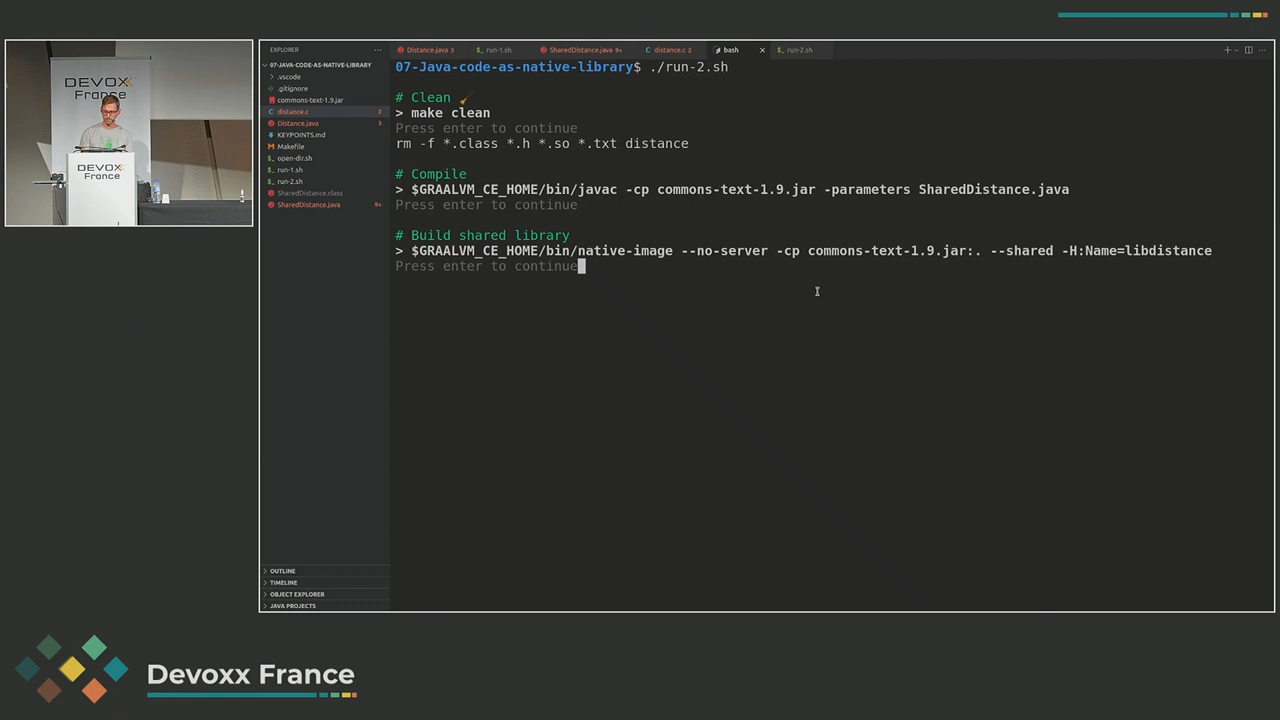 DEVOXX
France
DEVOXX
France
EXPLORER
07-JAVA-CODE-AS-NATIVE-LIBRARY
.vscode
.gitignore
commons-text-1.9.jar
distance.c 2
Distance.java 3
KEYPOINTS.md
Makefile
open-dir.sh
run-1.sh
run-2.sh
SharedDistance.class
SharedDistance.java 9+
OUTLINE
TIMELINE
OBJECT EXPLORER
JAVA PROJECTS
Distance.java 3 run-1.sh SharedDistance.java 9+ distance.c 2 bash run-2.sh
07-Java-code-as-native-library$ ./run-2.sh
# Clean 🧹
> make clean
Press enter to continue
rm -f *.class *.h *.so *.txt distance
# Compile
> $GRAALVM_CE_HOME/bin/javac -cp commons-text-1.9.jar -parameters SharedDistance.java
Press enter to continue
# Build shared library
> $GRAALVM_CE_HOME/bin/native-image --no-server -cp commons-text-1.9.jar:. --shared -H:Name=libdistance
Press enter to continue
Devoxx France